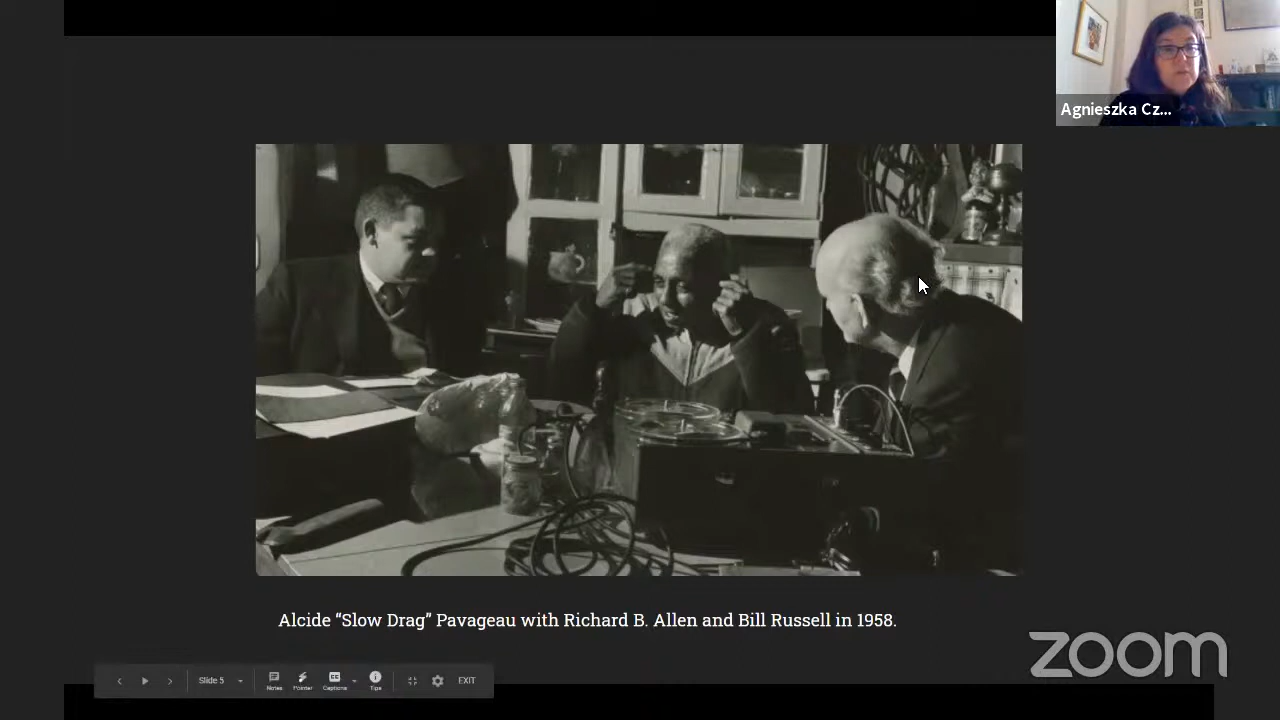 Agnieszka Cz...
Alcide “Slow Drag” Pavageau with Richard B. Allen and Bill Russell in 1958.
zoom
Slide 5
Notes
Pointer
Captions
Tips
EXIT